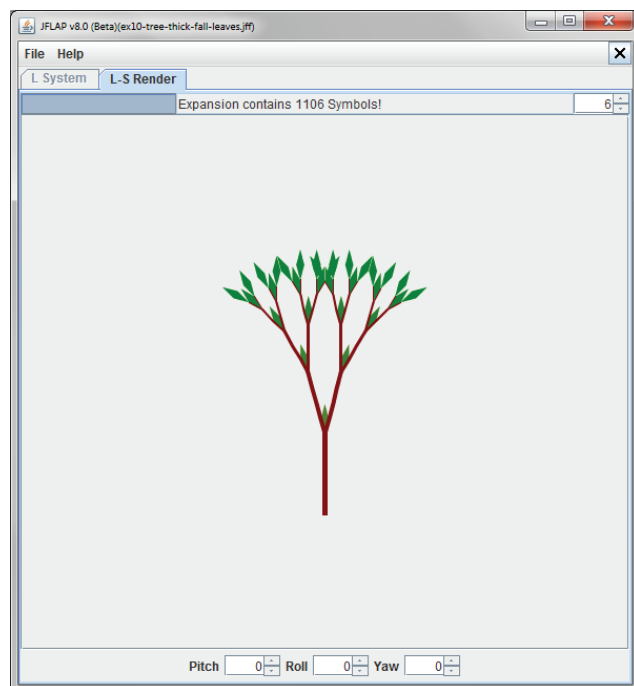 JFLAP v8.0 (Beta)(ex10-tree-thick-fall-leaves.jff)
File Help
L System L-S Render
Expansion contains 1106 Symbols! 6
Pitch 0 Roll 0 Yaw 0